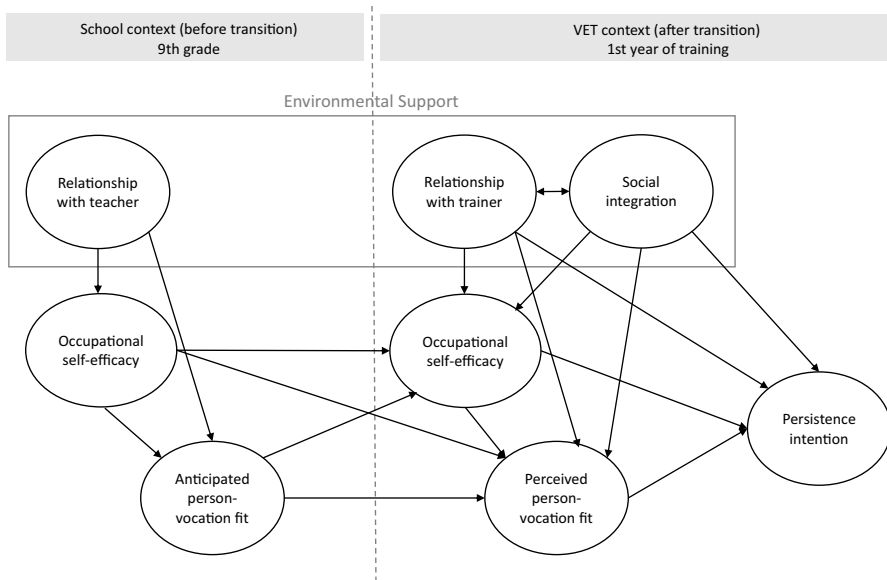 School context (before transition)
9th grade
VET context (after transition)
1st year of training
Environmental Support
Relationship
with teacher
Relationship
with trainer
Social
integration
Occupational
self-efficacy
Occupational
self-efficacy
Persistence
intention
Anticipated
person-
vocation fit
Perceived
person-
vocation fit